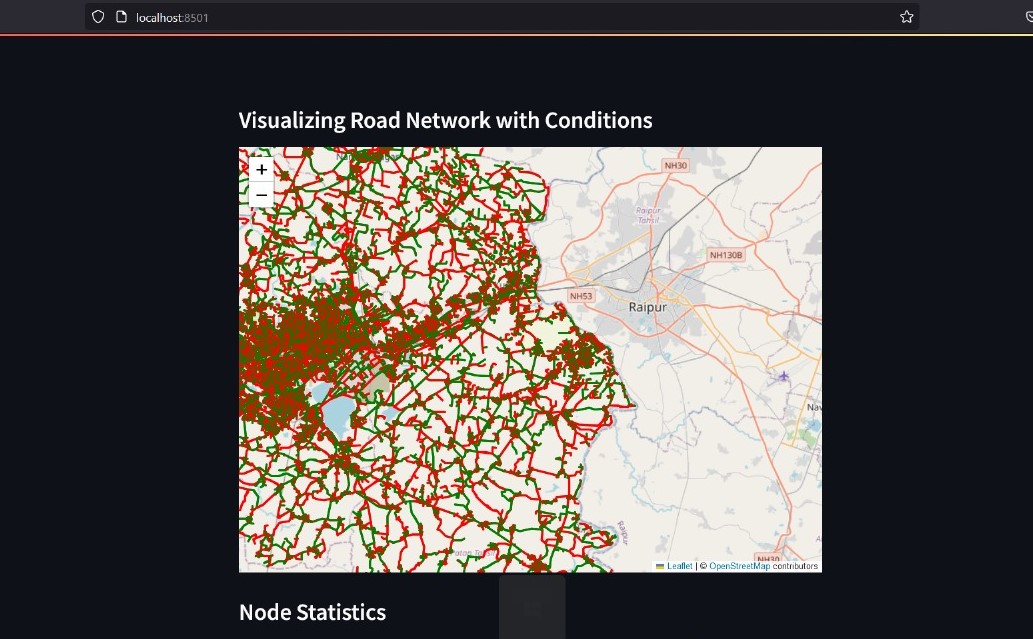 localhost:8501
Visualizing Road Network with Conditions
+
−
NH30
Raipur
Tahsil
NH130B
NH53
Raipur
Nav
Raipur
NH30
Leaflet | © OpenStreetMap contributors
Node Statistics